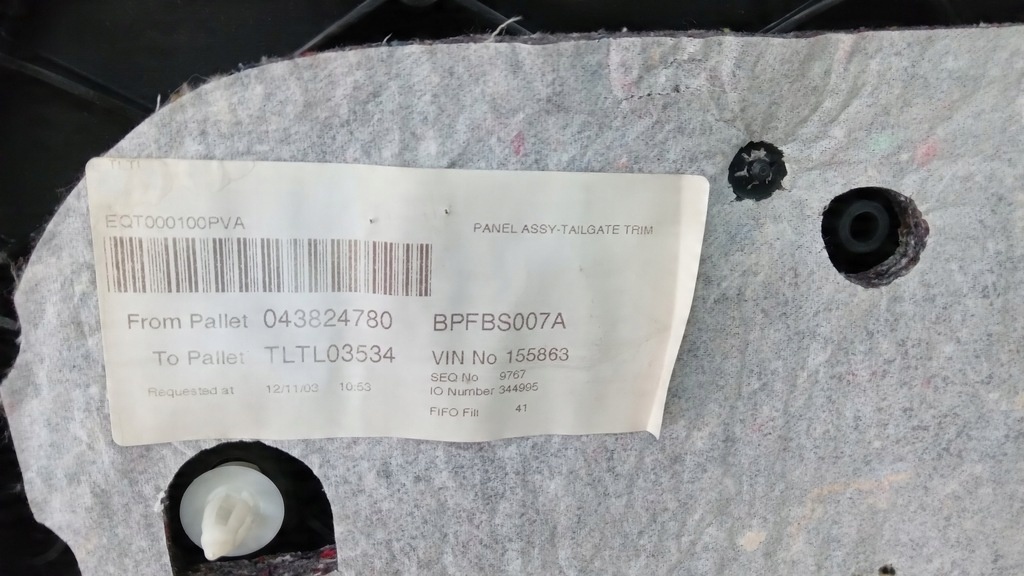 EQT000100PVA
PANEL ASSY-TAILGATE TRIM
From Pallet 043824780 BPFBS007A
To Pallet TLTL03534 VIN No 155863
SEQ No 9767
Requested at 12/11/03 10:53 IO Number 344995
FIFO Fill 41